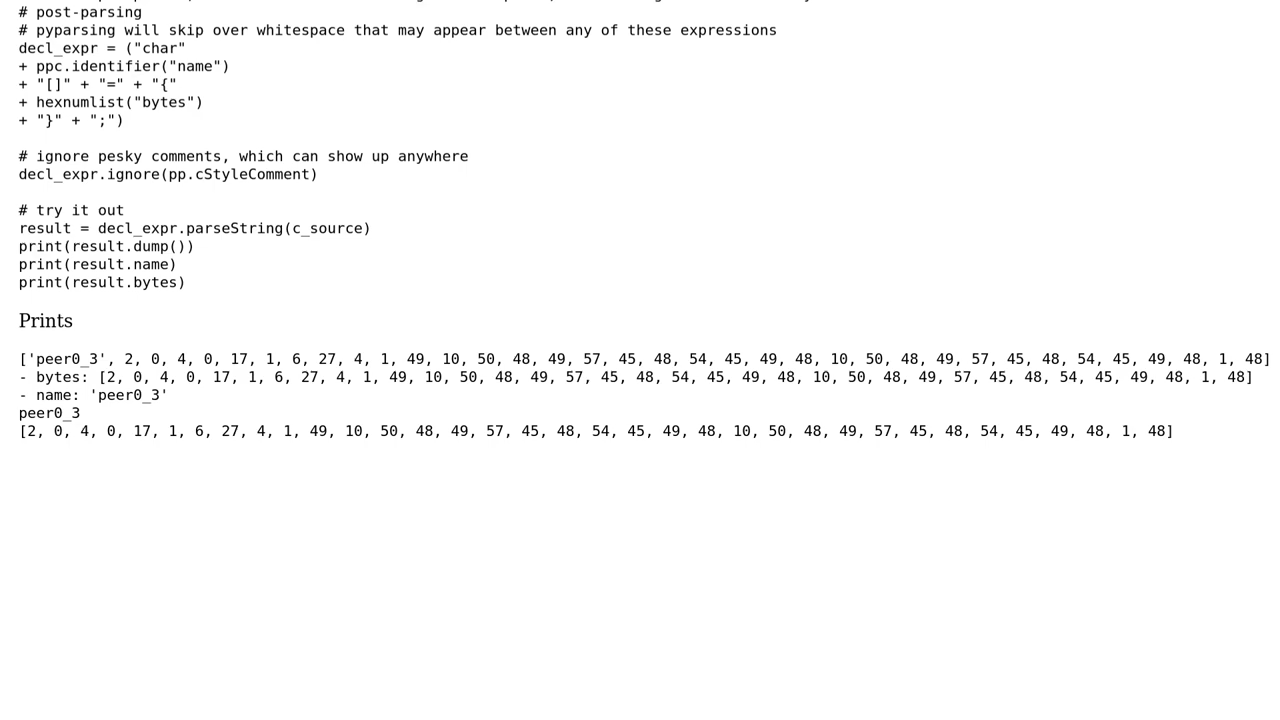 # post-parsing
# pyparsing will skip over whitespace that may appear between any of these expressions
decl_expr = ("char"
+ ppc.identifier("name")
+ "[]" + "=" + "{"
+ hexnumlist("bytes")
+ "}" + ";")
# ignore pesky comments, which can show up anywhere
decl_expr.ignore(pp.cStyleComment)
# try it out
result = decl_expr.parseString(c_source)
print(result.dump())
print(result.name)
print(result.bytes)
Prints
['peer0_3', 2, 0, 4, 0, 17, 1, 6, 27, 4, 1, 49, 10, 50, 48, 49, 57, 45, 48, 54, 45, 49, 48, 10, 50, 48, 49, 57, 45, 48, 54, 45, 49, 48, 1, 48]
- bytes: [2, 0, 4, 0, 17, 1, 6, 27, 4, 1, 49, 10, 50, 48, 49, 57, 45, 48, 54, 45, 49, 48, 10, 50, 48, 49, 57, 45, 48, 54, 45, 49, 48, 1, 48]
- name: 'peer0_3'
peer0_3
[2, 0, 4, 0, 17, 1, 6, 27, 4, 1, 49, 10, 50, 48, 49, 57, 45, 48, 54, 45, 49, 48, 10, 50, 48, 49, 57, 45, 48, 54, 45, 49, 48, 1, 48]